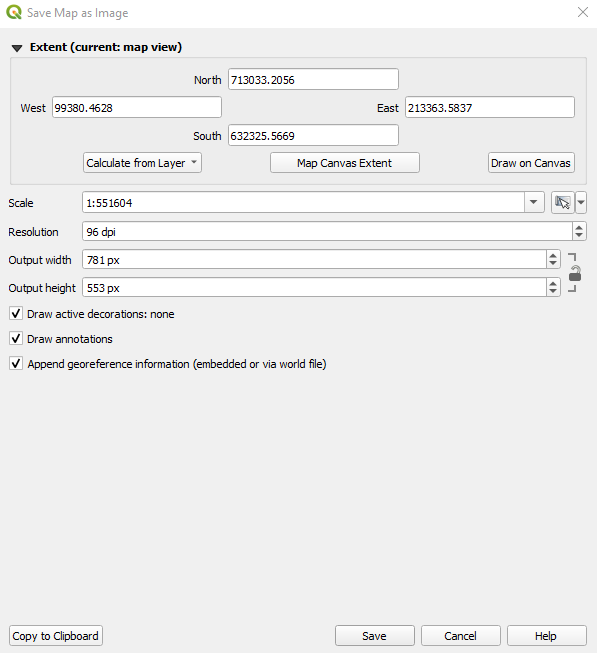 Save Map as Image
Extent (current: map view)
North 713033.2056
West 99380.4628 East 213363.5837
South 632325.5669
Calculate from Layer Map Canvas Extent Draw on Canvas
Scale 1:551604
Resolution 96 dpi
Output width 781 px
Output height 553 px
Draw active decorations: none
Draw annotations
Append georeference information (embedded or via world file)
Copy to Clipboard Save Cancel Help